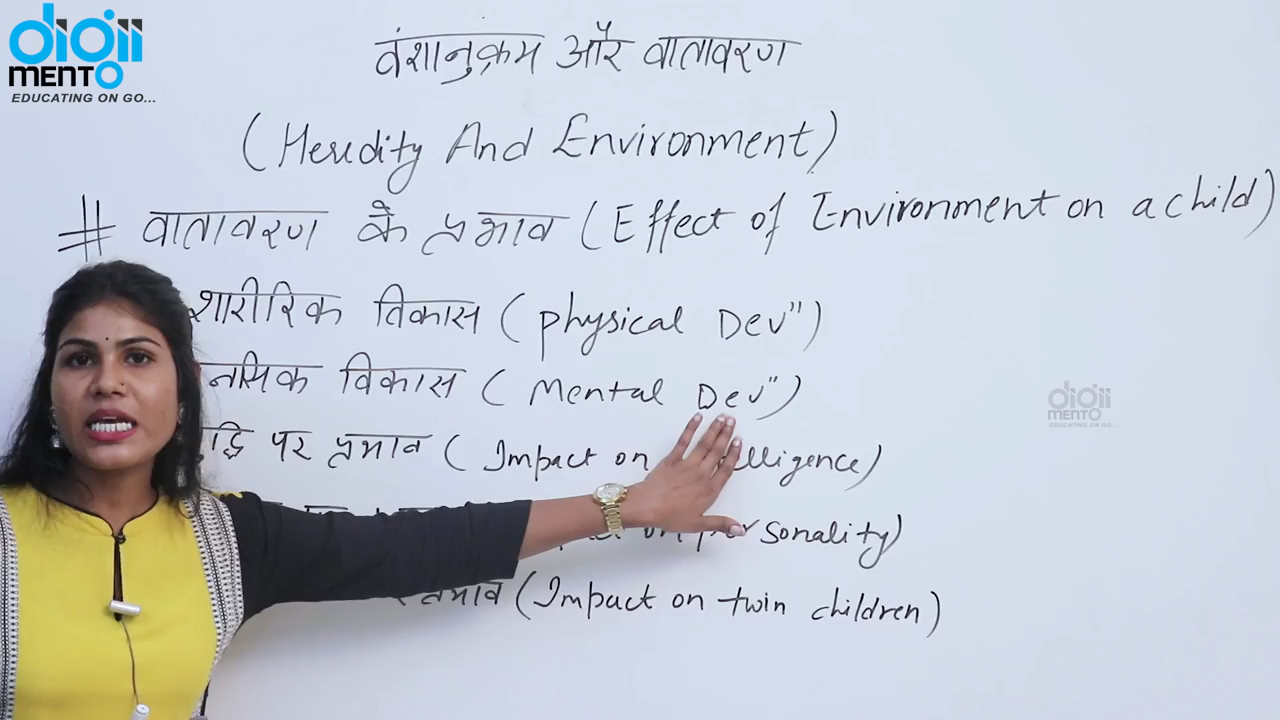 digii
MENTO
EDUCATING ON GO...
वंशानुक्रम और वातावरण
(Heredity And Environment)
# वातावरण के प्रभाव (Effect of Environment on a child)
शारीरिक विकास (physical Dev")
विकास (Mental Dev")
पर प्रभाव (Impact on
sonality)
(Impact on twin children)
digii
MENTO
EDUCATING ON GO...